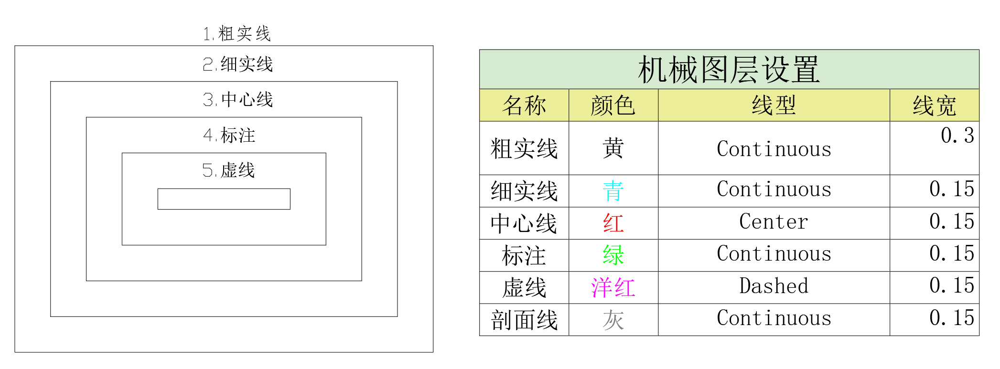 1.粗实线
2.细实线
3.中心线
4.标注
5.虚线
机械图层设置
名称 颜色 线型 线宽
粗实线 黄 Continuous 0.3
细实线 青 Continuous 0.15
中心线 红 Center 0.15
标注 绿 Continuous 0.15
虚线 洋红 Dashed 0.15
剖面线 灰 Continuous 0.15